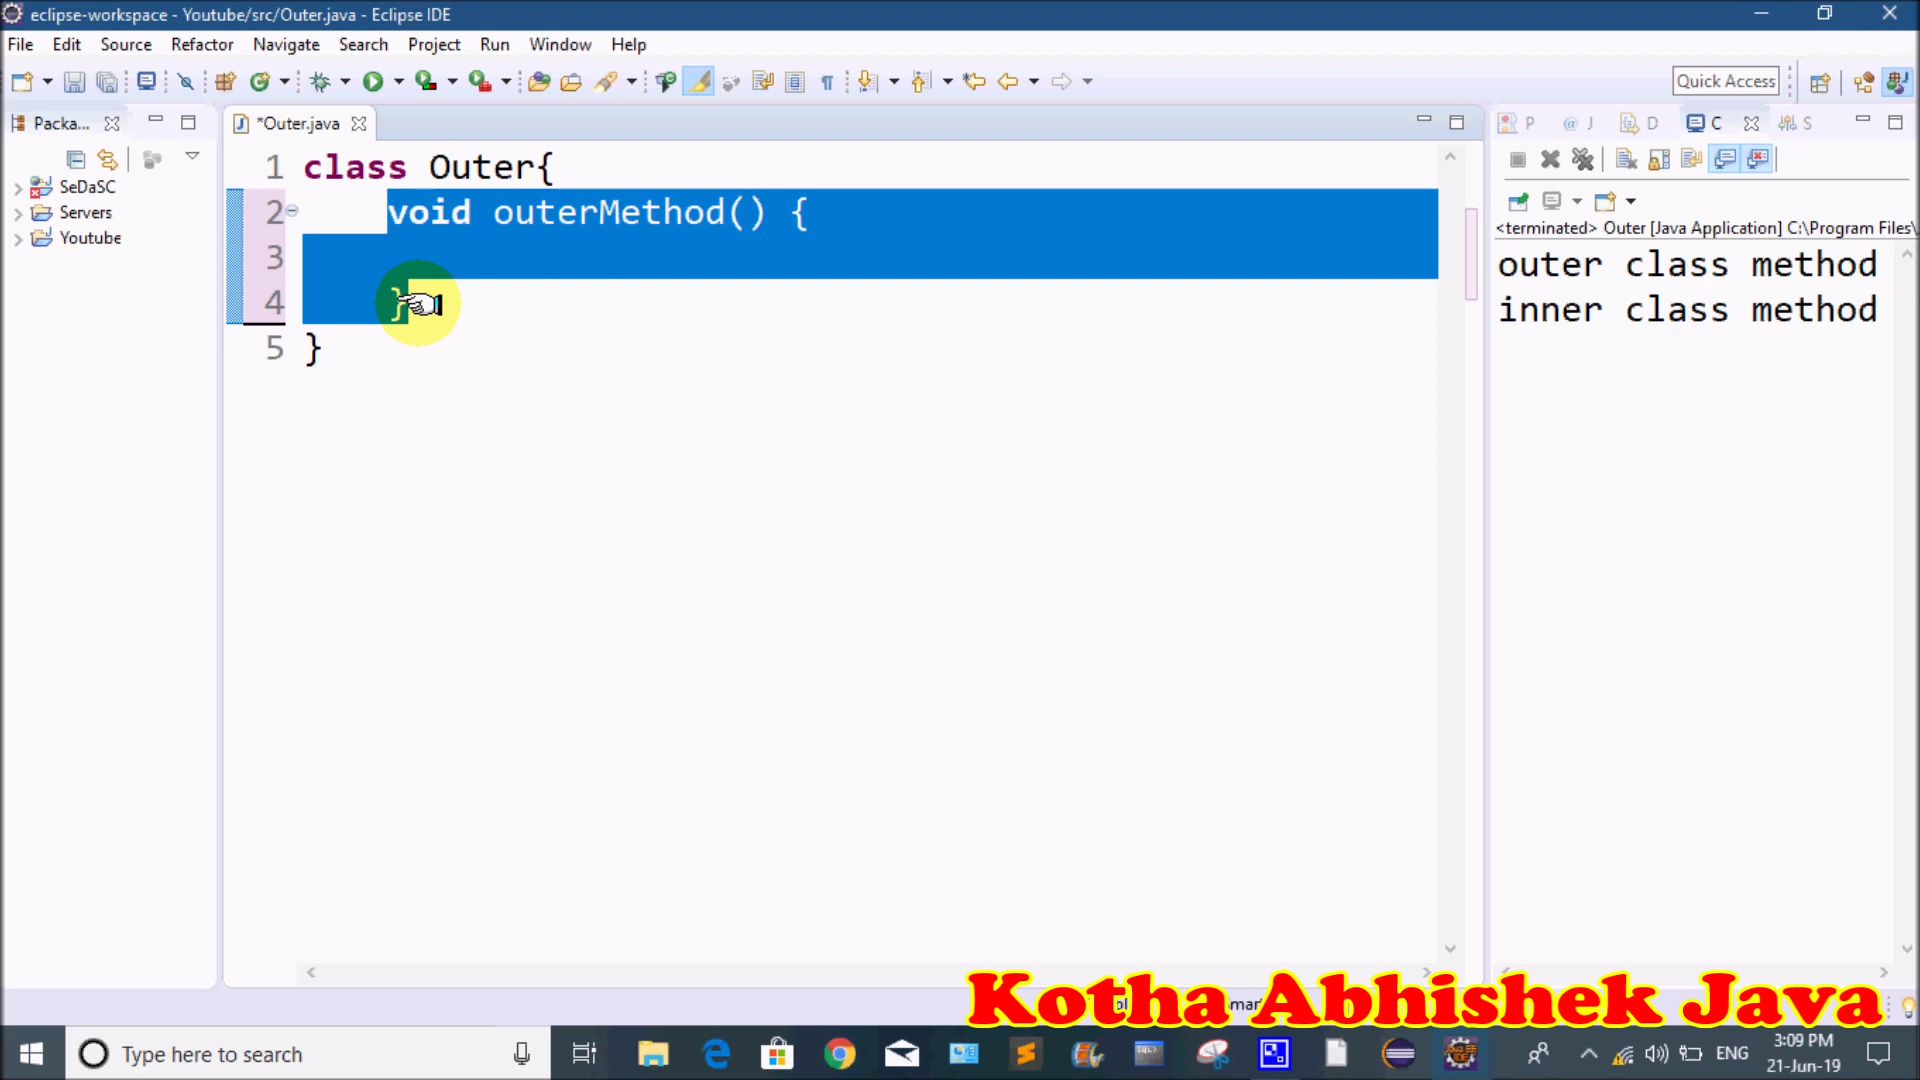 eclipse-workspace - Youtube/src/Outer.java - Eclipse IDE
File Edit Source Refactor Navigate Search Project Run Window Help
Quick Access
Packa...
*Outer.java
P @ J D C S
SeDaSC
Servers
Youtube
1 class Outer{
2 void outerMethod() {
3
4 }
5 }
<terminated> Outer [Java Application] C:\Program Files\
outer class method
inner class method
Kotha Abhishek Java
Type here to search
ENG
3:09 PM
21-Jun-19